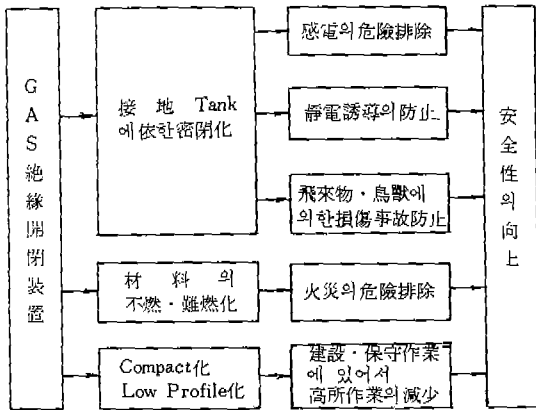 GAS絶緣開閉裝置
接地 Tank
에依한密閉化
感電의危險排除
靜電誘導의防止
飛來物·鳥獸에
의한損傷事故防止
材料의
不燃·難燃化
火災의危險排除
Compact化
Low Profile化
建設·保守作業
에 있어서
高所作業의減少
安全性의向上